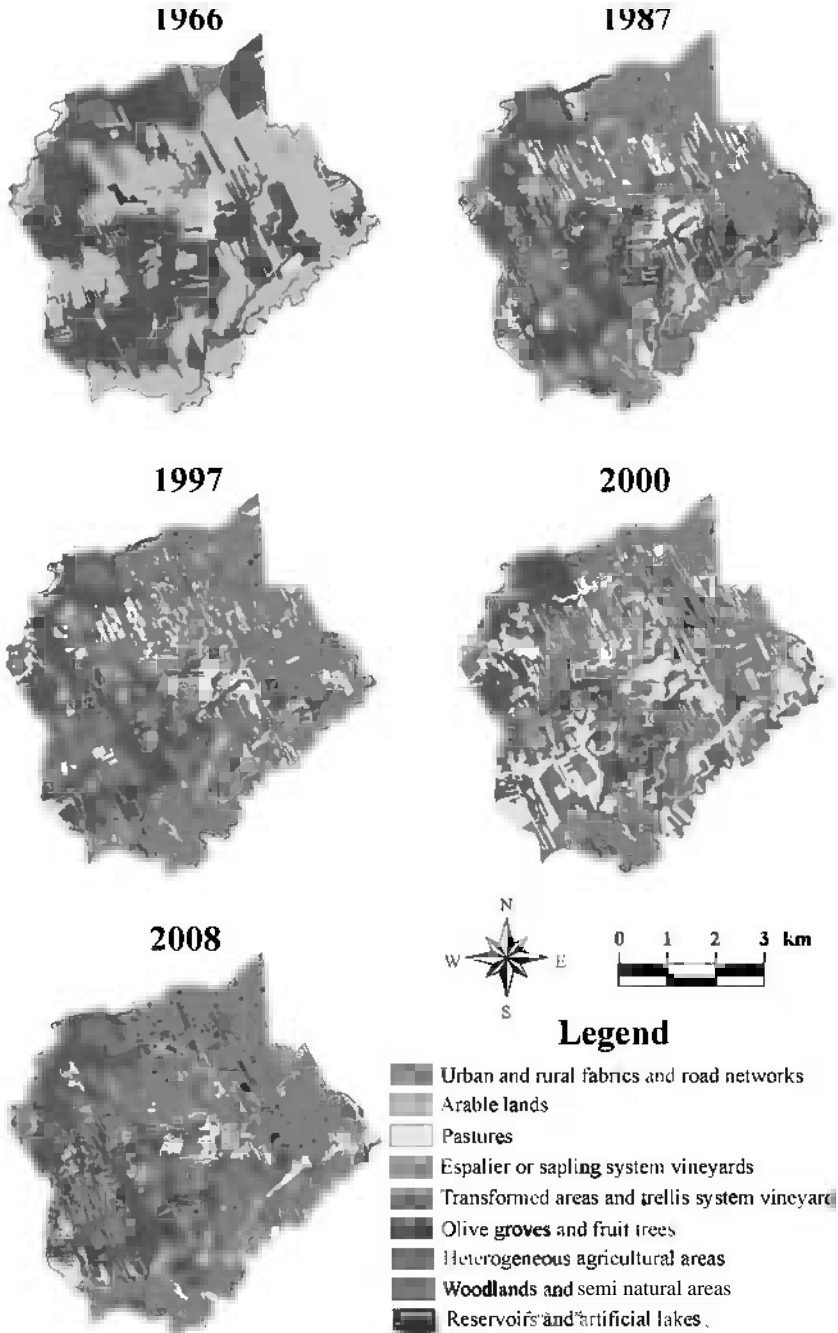 1966
1987
1997
2000
2008
N
W E
S
0 1 2 3 km
Legend
Urban and rural fabrics and road networks
Arable lands
Pastures
Espalier or sapling system vineyards
Transformed areas and trellis system vineyard
Olive groves and fruit trees
Heterogeneous agricultural areas
Woodlands and semi natural areas
Reservoirs and artificial lakes